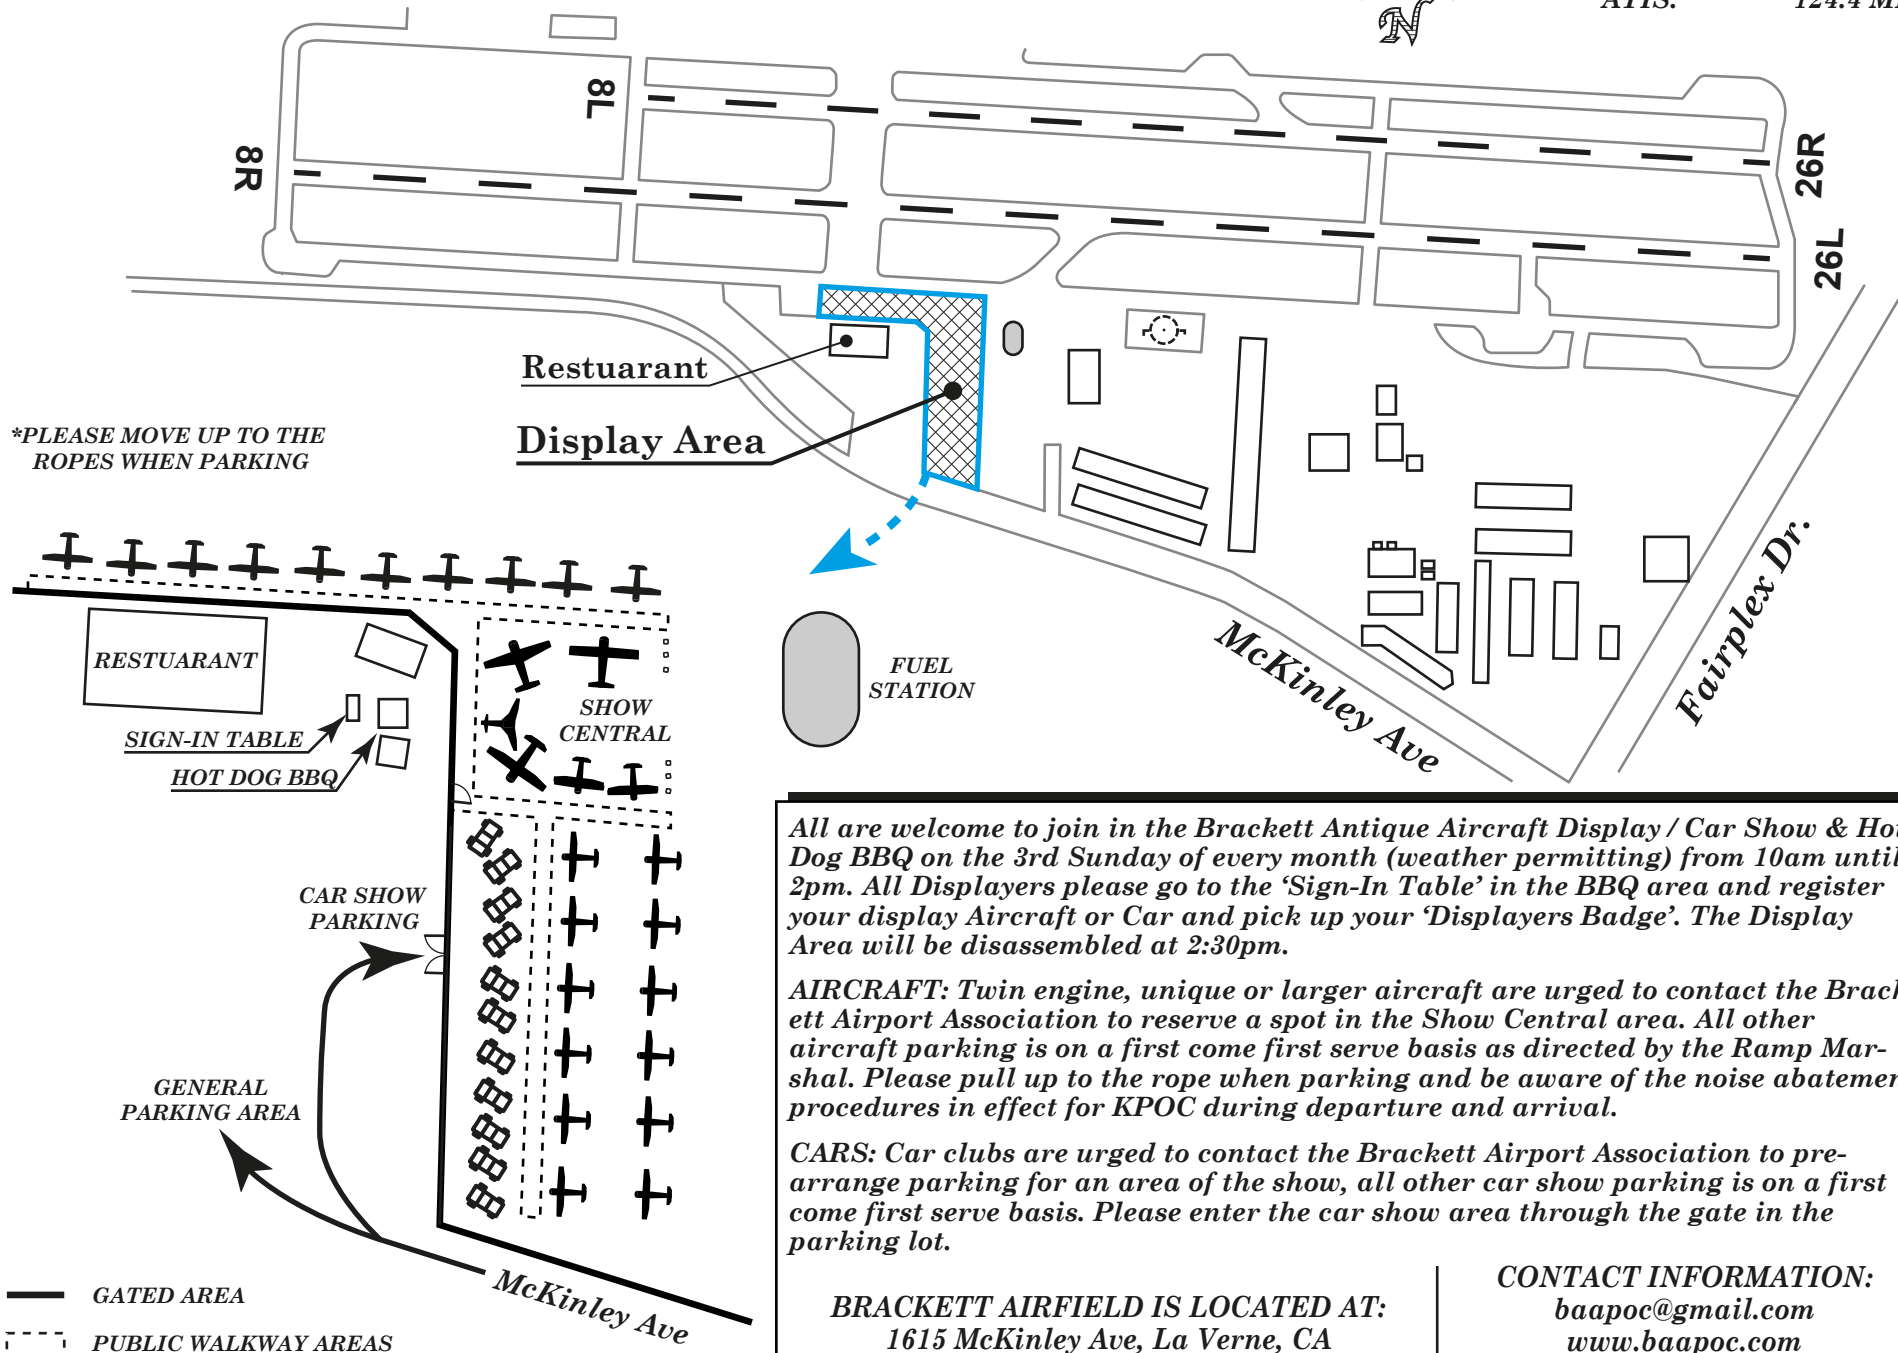 N
ATIS:
124.4
8L
8R
26R
26L
Restuarant
Display Area
*PLEASE MOVE UP TO THE
ROPES WHEN PARKING
RESTUARANT
SIGN-IN TABLE
HOT DOG BBQ
SHOW
CENTRAL
FUEL
STATION
McKinley Ave
Fairplex Dr.
CAR SHOW
PARKING
GENERAL
PARKING AREA
McKinley Ave
GATED AREA
PUBLIC WALKWAY AREAS
All are welcome to join in the Brackett Antique Aircraft Display / Car Show & Hot
Dog BBQ on the 3rd Sunday of every month (weather permitting) from 10am until
2pm. All Displayers please go to the ‘Sign-In Table’ in the BBQ area and register
your display Aircraft or Car and pick up your ‘Displayers Badge’. The Display
Area will be disassembled at 2:30pm.
AIRCRAFT: Twin engine, unique or larger aircraft are urged to contact the Brack
ett Airport Association to reserve a spot in the Show Central area. All other
aircraft parking is on a first come first serve basis as directed by the Ramp Mar-
shal. Please pull up to the rope when parking and be aware of the noise abatemen
procedures in effect for KPOC during departure and arrival.
CARS: Car clubs are urged to contact the Brackett Airport Association to pre-
arrange parking for an area of the show, all other car show parking is on a first
come first serve basis. Please enter the car show area through the gate in the
parking lot.
BRACKETT AIRFIELD IS LOCATED AT:
1615 McKinley Ave, La Verne, CA
CONTACT INFORMATION:
baapoc@gmail.com
www.baapoc.com